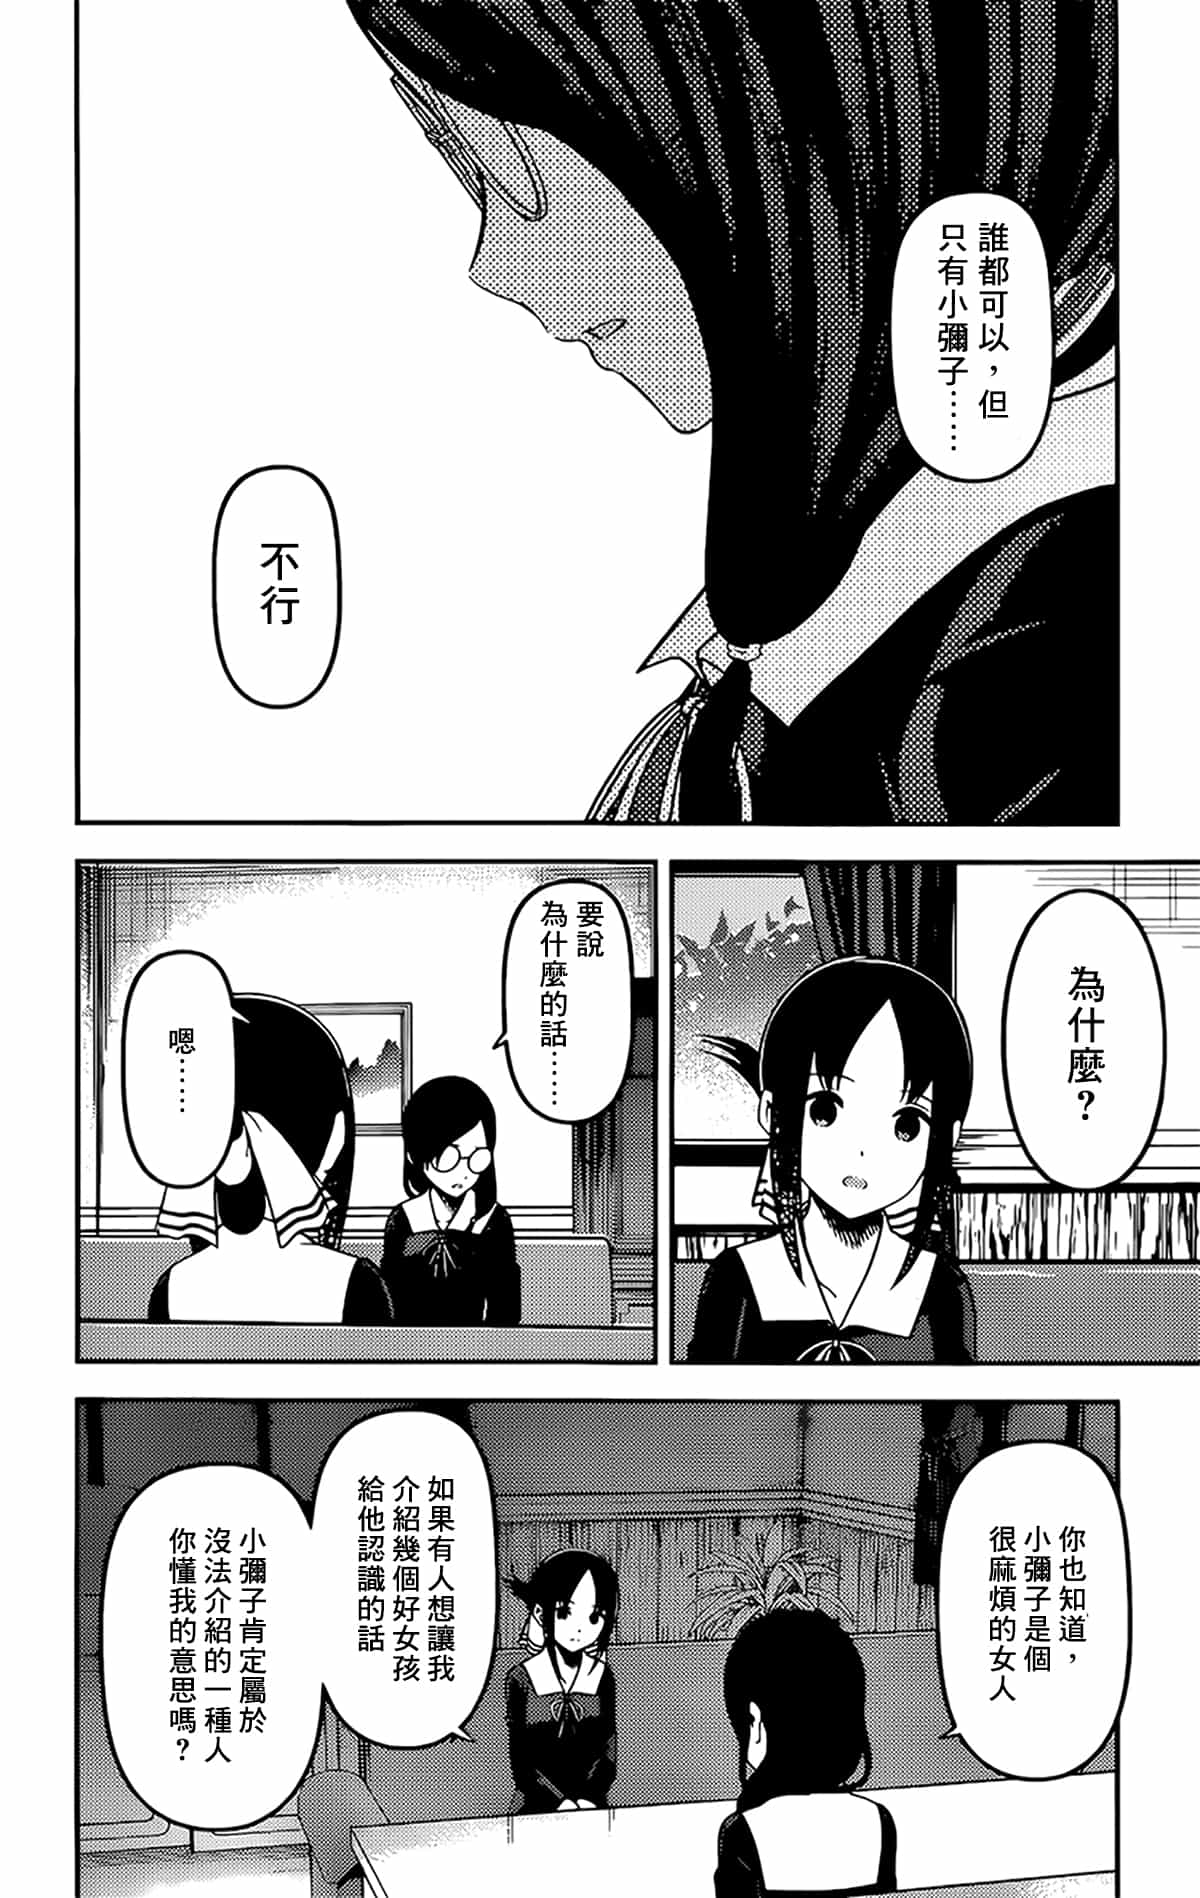 誰都可以，但
只有小彌子……
不行
為什麼？
要說
為什麼的話……
嗯……
你也知道，
小彌子是個
很麻煩的女人
如果有人想讓我
介紹幾個好女孩
給他認識的話
小彌子肯定屬於
沒法介紹的一種人
你懂我的意思嗎？